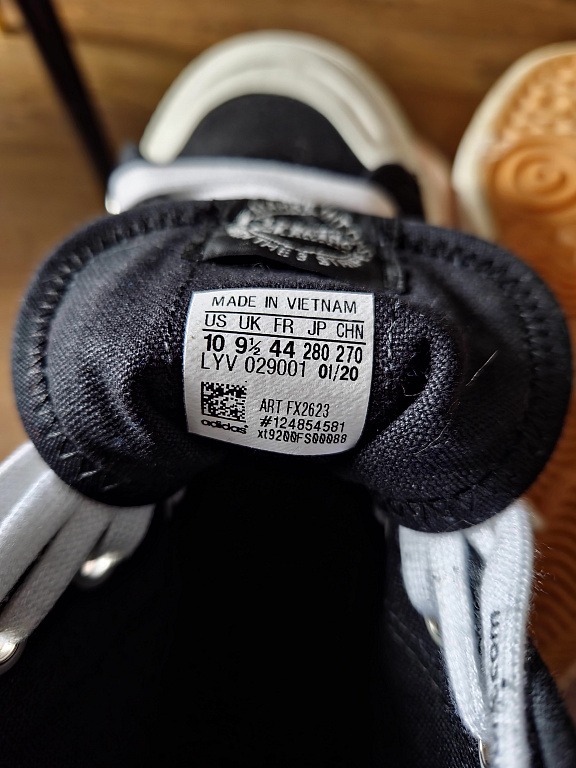 MADE IN VIETNAM
US UK FR JP CHN
10 9½ 44 280 270
LYV 029001 01/20
ART FX2623
#124854581
adidas xt9200FS00088
.com